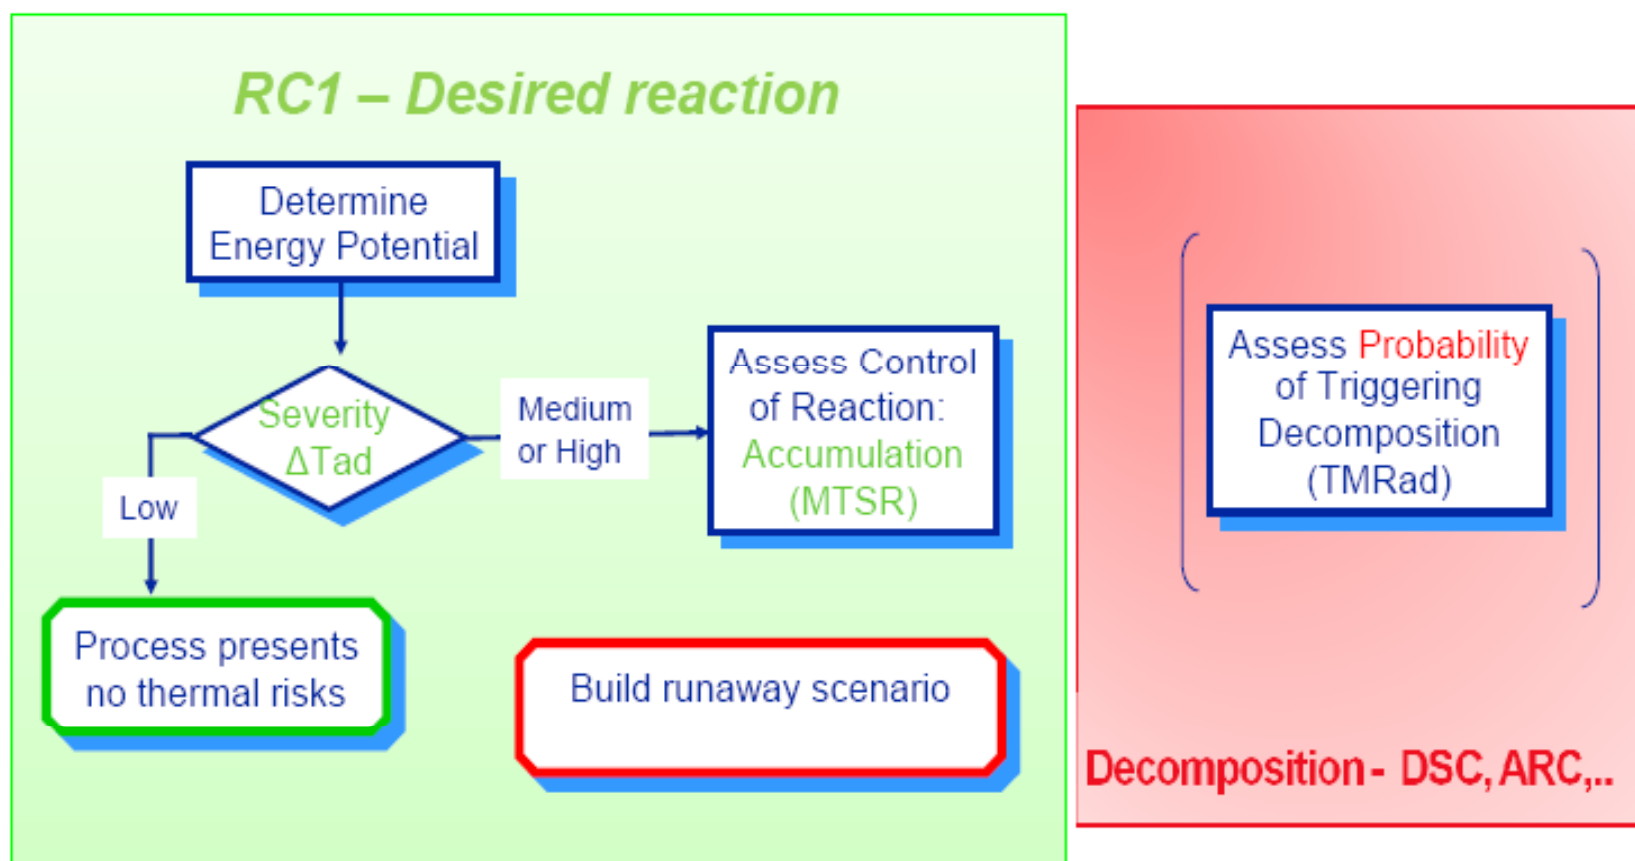 RC1 – Desired reaction
Determine
Energy Potential
Severity
ΔTad
Medium
or High
Low
Assess Control
of Reaction:
Accumulation
(MTSR)
Process presents
no thermal risks
Build runaway scenario
Assess Probability
of Triggering
Decomposition
(TMRad)
Decomposition - DSC, ARC,..